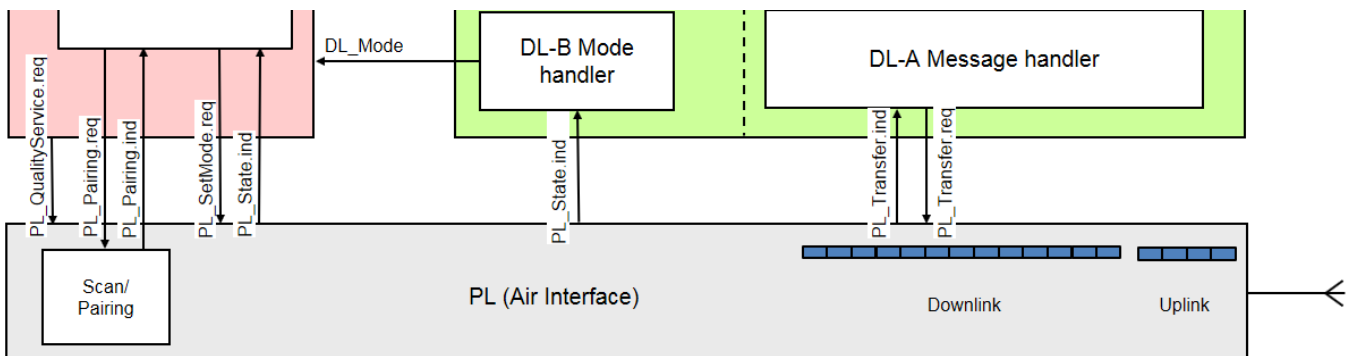 DL_Mode
DL-B Mode
handler
DL-A Message handler
PL_QualityService.req
PL_Pairing.req
PL_Pairing.ind
PL_SetMode.req
PL_State.ind
PL_State.ind
PL_Transfer.ind
PL_Transfer.req
Scan/
Pairing
PL (Air Interface)
Downlink
Uplink